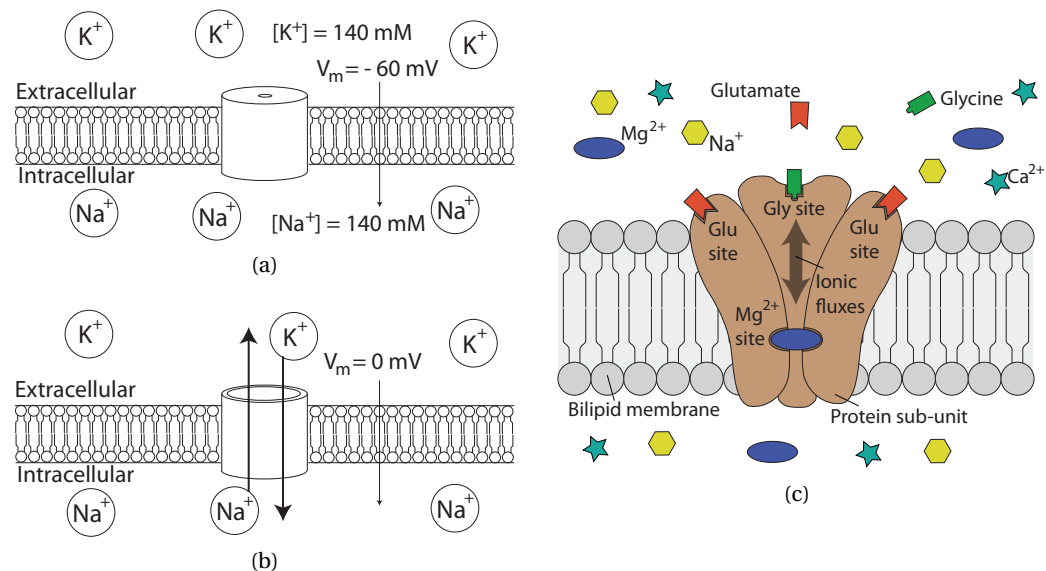 K+
K+
[K+] = 140 mM
K+
Vm = - 60 mV
Extracellular
Intracellular
Na+
Na+
[Na+] = 140 mM
Na+
(a)
K+
K+
K+
Vm = 0 mV
Extracellular
Intracellular
Na+
Na+
Na+
(b)
Glutamate
Glycine
Mg2+
Na+
Ca2+
Gly site
Glu
site
Glu
site
Ionic
fluxes
Mg2+
site
Bilipid membrane
Protein sub-unit
(c)